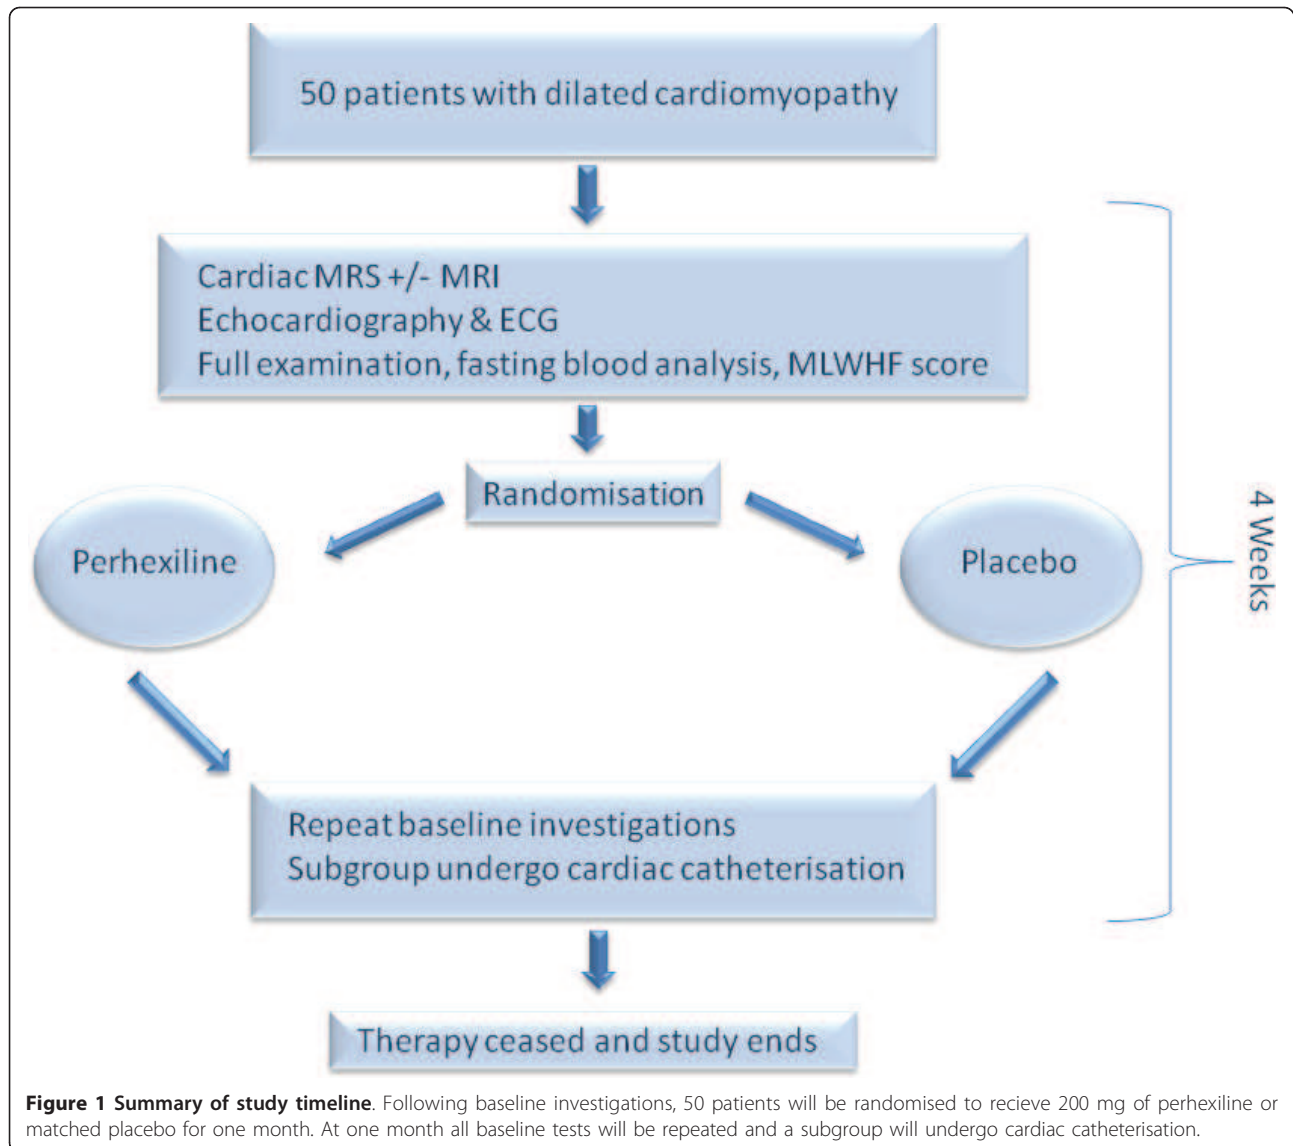 50 patients with dilated cardiomyopathy
Cardiac MRS +/- MRI
Echocardiography & ECG
Full examination, fasting blood analysis, MLWHF score
Randomisation
Perhexiline
Placebo
4 Weeks
Repeat baseline investigations
Subgroup undergo cardiac catheterisation
Therapy ceased and study ends
Figure 1 Summary of study timeline. Following baseline investigations, 50 patients will be randomised to recieve 200 mg of perhexiline or
matched placebo for one month. At one month all baseline tests will be repeated and a subgroup will undergo cardiac catheterisation.